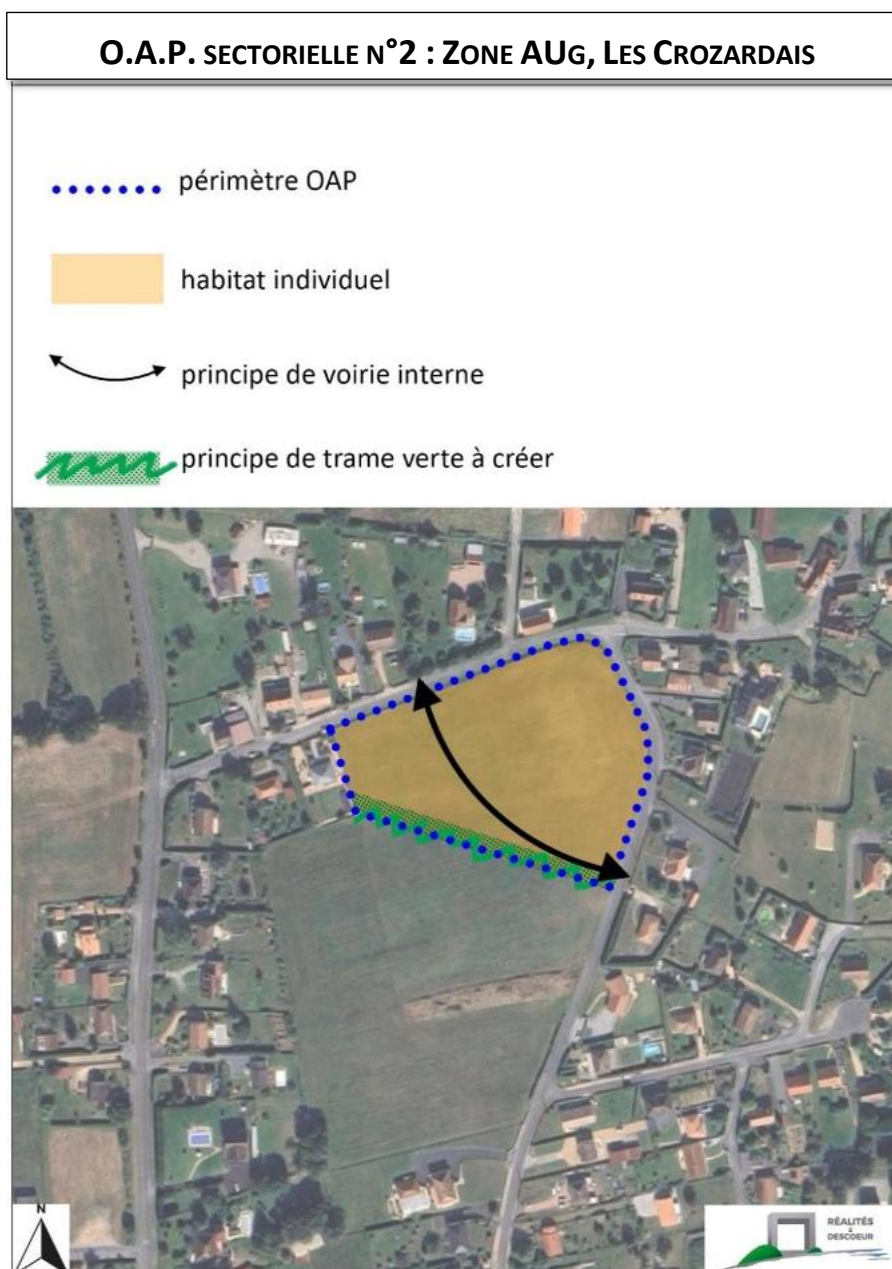 O.A.P. SECTORIELLE N°2 : ZONE AUG, LES CROZARDAIS
périmètre OAP
habitat individuel
principe de voirie interne
principe de trame verte à créer
N
RÉALITÉS
&
DESCOEUR